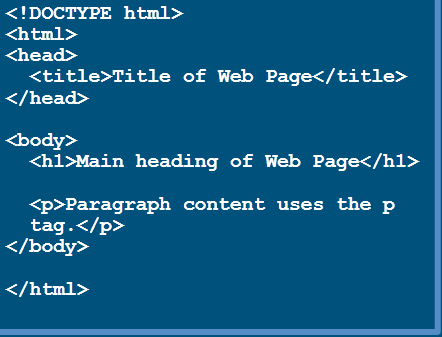 <!DOCTYPE html>
<html>
<head>
<title>Title of Web Page</title>
</head>
<body>
<h1>Main heading of Web Page</h1>
<p>Paragraph content uses the p
tag.</p>
</body>
</html>